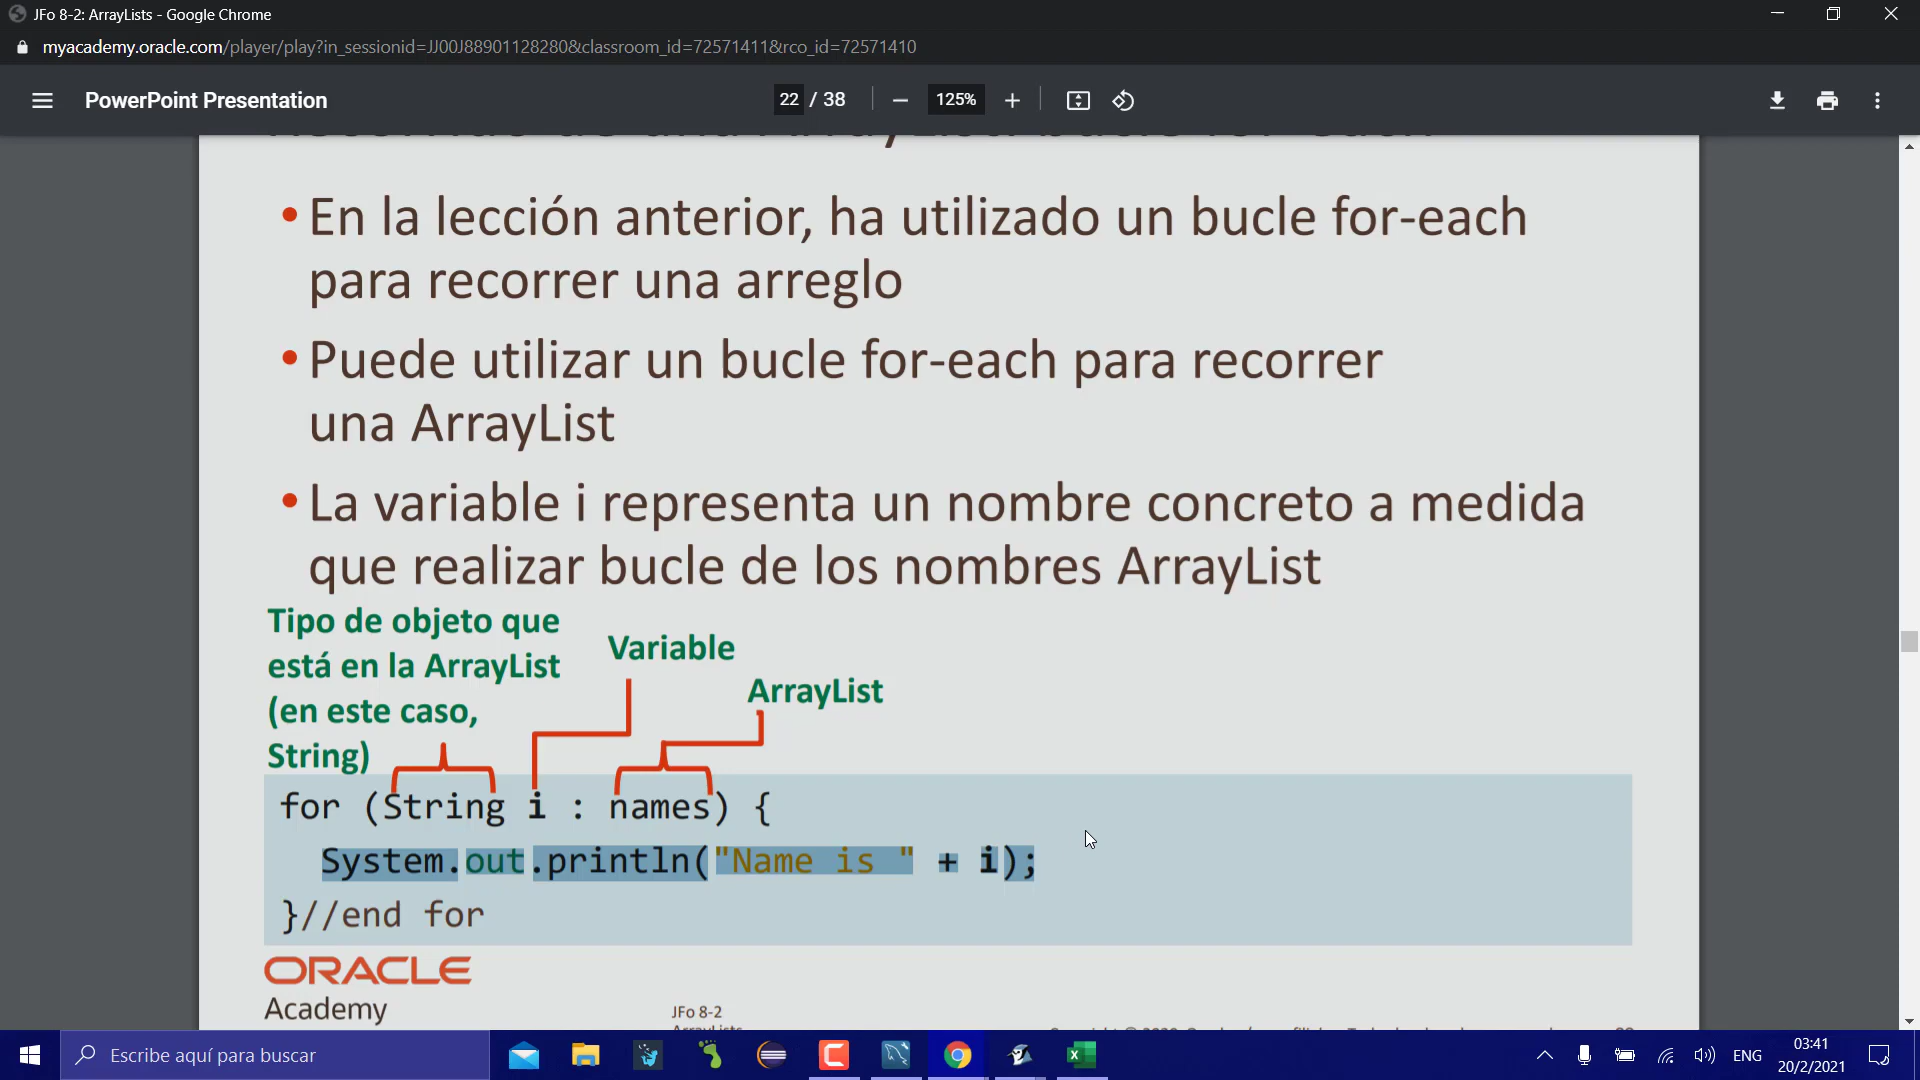 JFo 8-2: ArrayLists - Google Chrome
myacademy.oracle.com/player/play?in_sessionid=JJ00J88901128280&classroom_id=72571411&rco_id=72571410
PowerPoint Presentation
22 / 38
125%
•En la lección anterior, ha utilizado un bucle for-each
para recorrer una arreglo
•Puede utilizar un bucle for-each para recorrer
una ArrayList
•La variable i representa un nombre concreto a medida
que realizar bucle de los nombres ArrayList
Tipo de objeto que
está en la ArrayList
(en este caso,
String)
Variable
ArrayList
for (String i : names) {
System.out.println("Name is " + i);
}//end for
ORACLE
Academy
JFo 8-2
Escribe aquí para buscar
ENG
03:41
20/2/2021